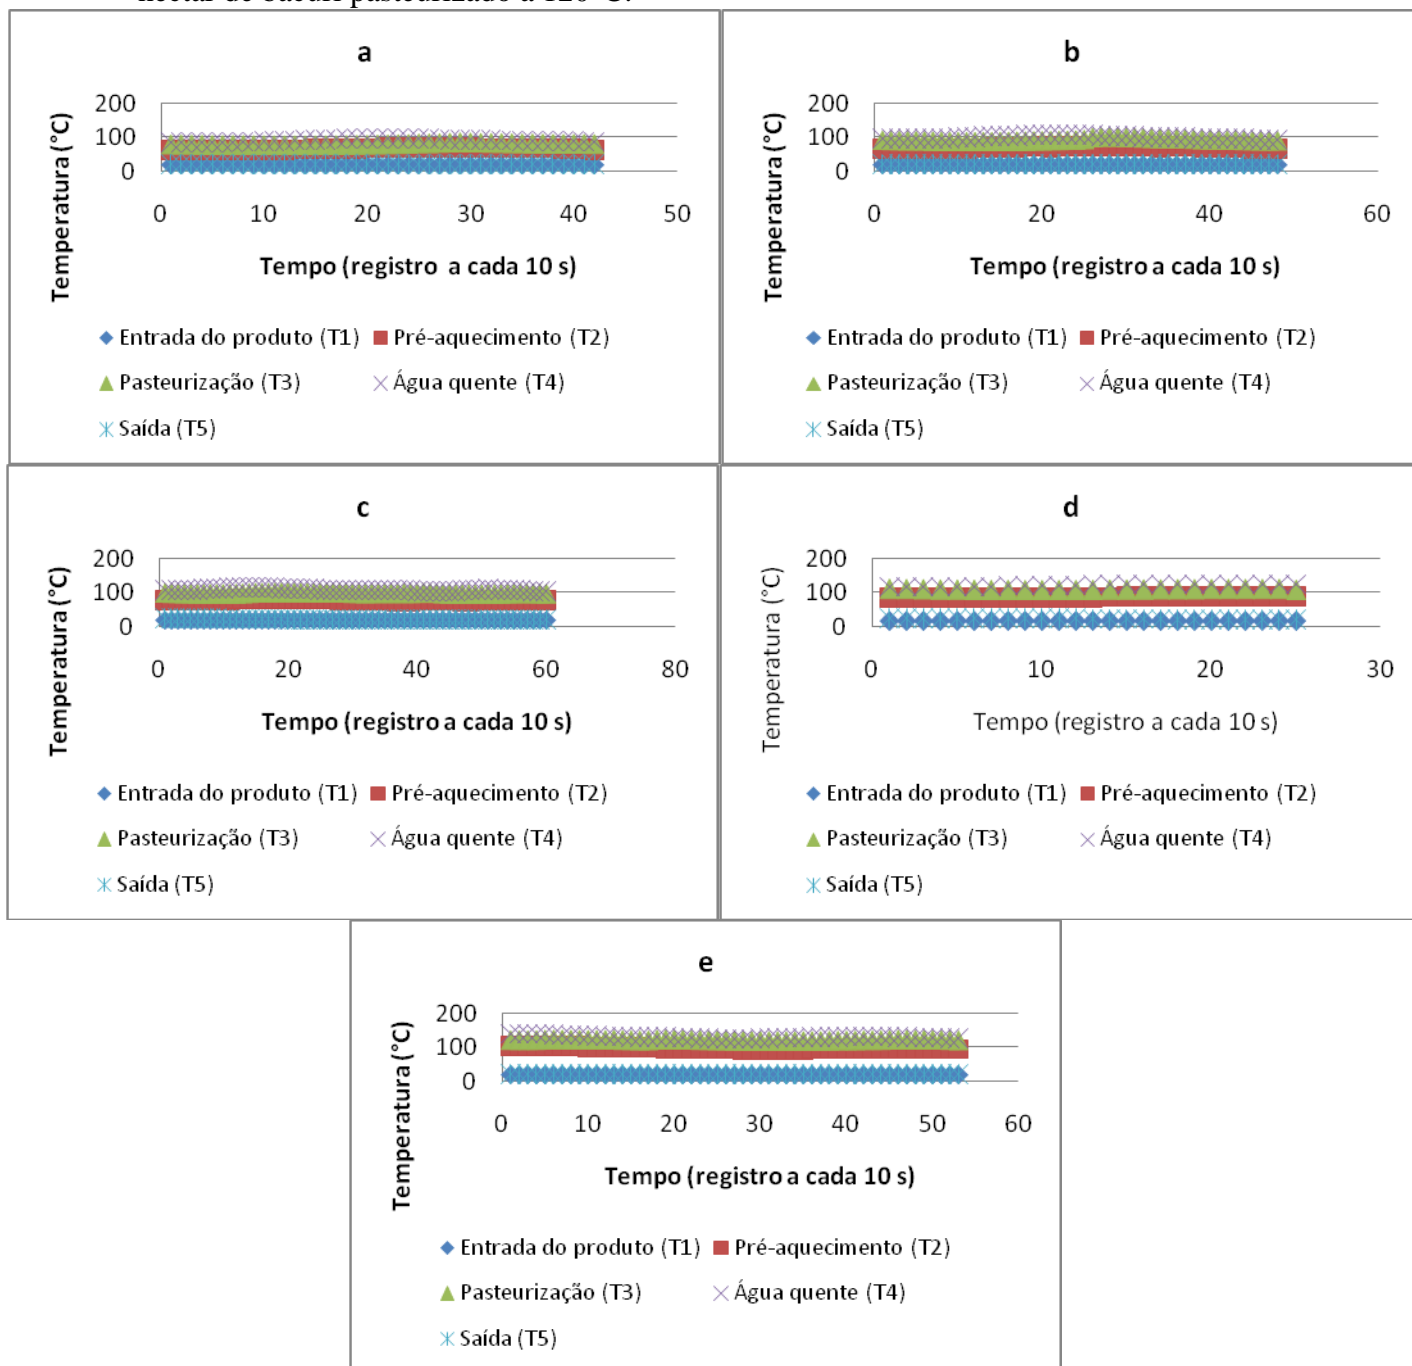 néctar de bacuri pasteurizado a 120 °C.
a
200
100
0
0 10 20 30 40 50
Temperatura (°C)
Tempo (registro a cada 10 s)
Entrada do produto (T1) Pré-aquecimento (T2)
Pasteurização (T3) Água quente (T4)
Saída (T5)
b
200
100
0
0 20 40 60
Temperatura (°C)
Tempo (registro a cada 10 s)
Entrada do produto (T1) Pré-aquecimento (T2)
Pasteurização (T3) Água quente (T4)
Saída (T5)
c
200
100
0
0 20 40 60 80
Temperatura (°C)
Tempo (registro a cada 10 s)
Entrada do produto (T1) Pré-aquecimento (T2)
Pasteurização (T3) Água quente (T4)
Saída (T5)
d
200
100
0
0 10 20 30
Temperatura (°C)
Tempo (registro a cada 10 s)
Entrada do produto (T1) Pré-aquecimento (T2)
Pasteurização (T3) Água quente (T4)
Saída (T5)
e
200
100
0
0 10 20 30 40 50 60
Temperatura (°C)
Tempo (registro a cada 10 s)
Entrada do produto (T1) Pré-aquecimento (T2)
Pasteurização (T3) Água quente (T4)
Saída (T5)